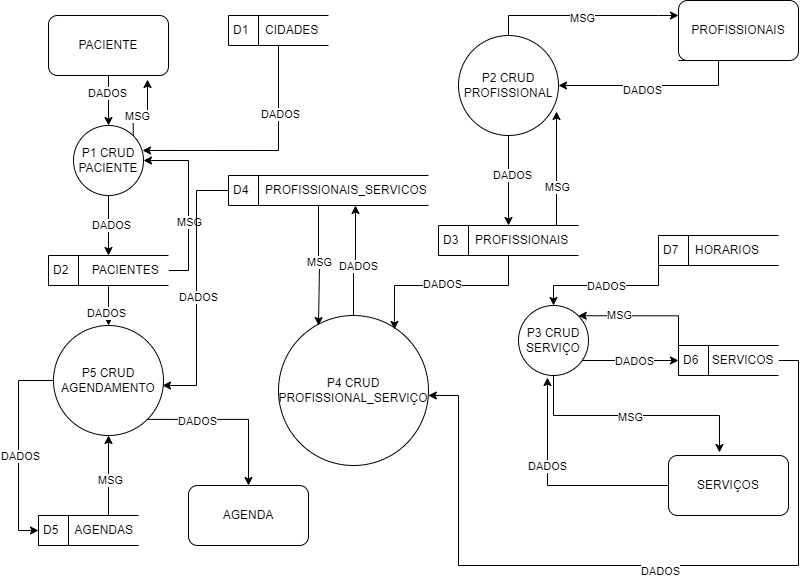 PACIENTE
D1
CIDADES
MSG
PROFISSIONAIS
P2 CRUD
PROFISSIONAL
DADOS
DADOS
MSG
DADOS
P1 CRUD
PACIENTE
DADOS
MSG
D4
PROFISSIONAIS_SERVICOS
DADOS
MSG
D3
PROFISSIONAIS
D7
HORARIOS
D2
PACIENTES
MSG
DADOS
DADOS
DADOS
DADOS
DADOS
MSG
P3 CRUD
SERVIÇO
DADOS
D6
SERVICOS
P5 CRUD
AGENDAMENTO
P4 CRUD
PROFISSIONAL_SERVIÇO
DADOS
MSG
DADOS
MSG
DADOS
SERVIÇOS
AGENDA
D5
AGENDAS
DADOS